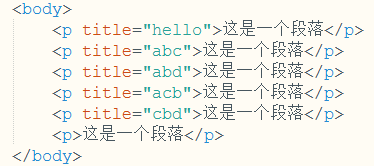 <body>
<p title="hello">这是一个段落</p>
<p title="abc">这是一个段落</p>
<p title="abd">这是一个段落</p>
<p title="acb">这是一个段落</p>
<p title="cbd">这是一个段落</p>
<p>这是一个段落</p>
</body>